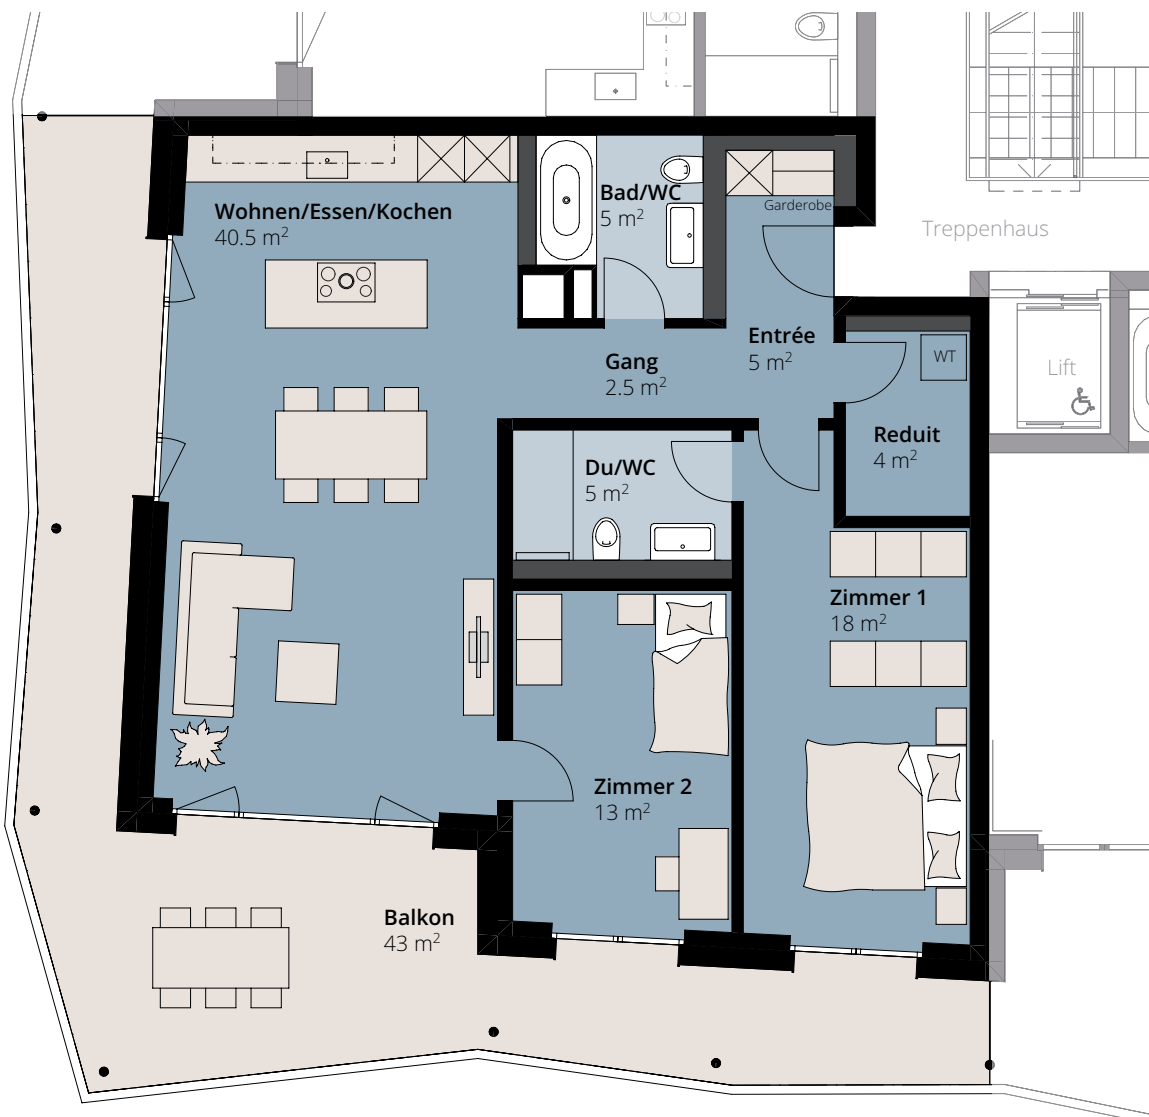 Bad/WC
5 m²
Wohnen/Essen/Kochen
40.5 m²
Garderobe
Treppenhaus
Entrée
5 m²
WT
Lift
Gang
2.5 m²
Reduit
4 m²
Du/WC
5 m²
Zimmer 1
18 m²
Zimmer 2
13 m²
Balkon
43 m²